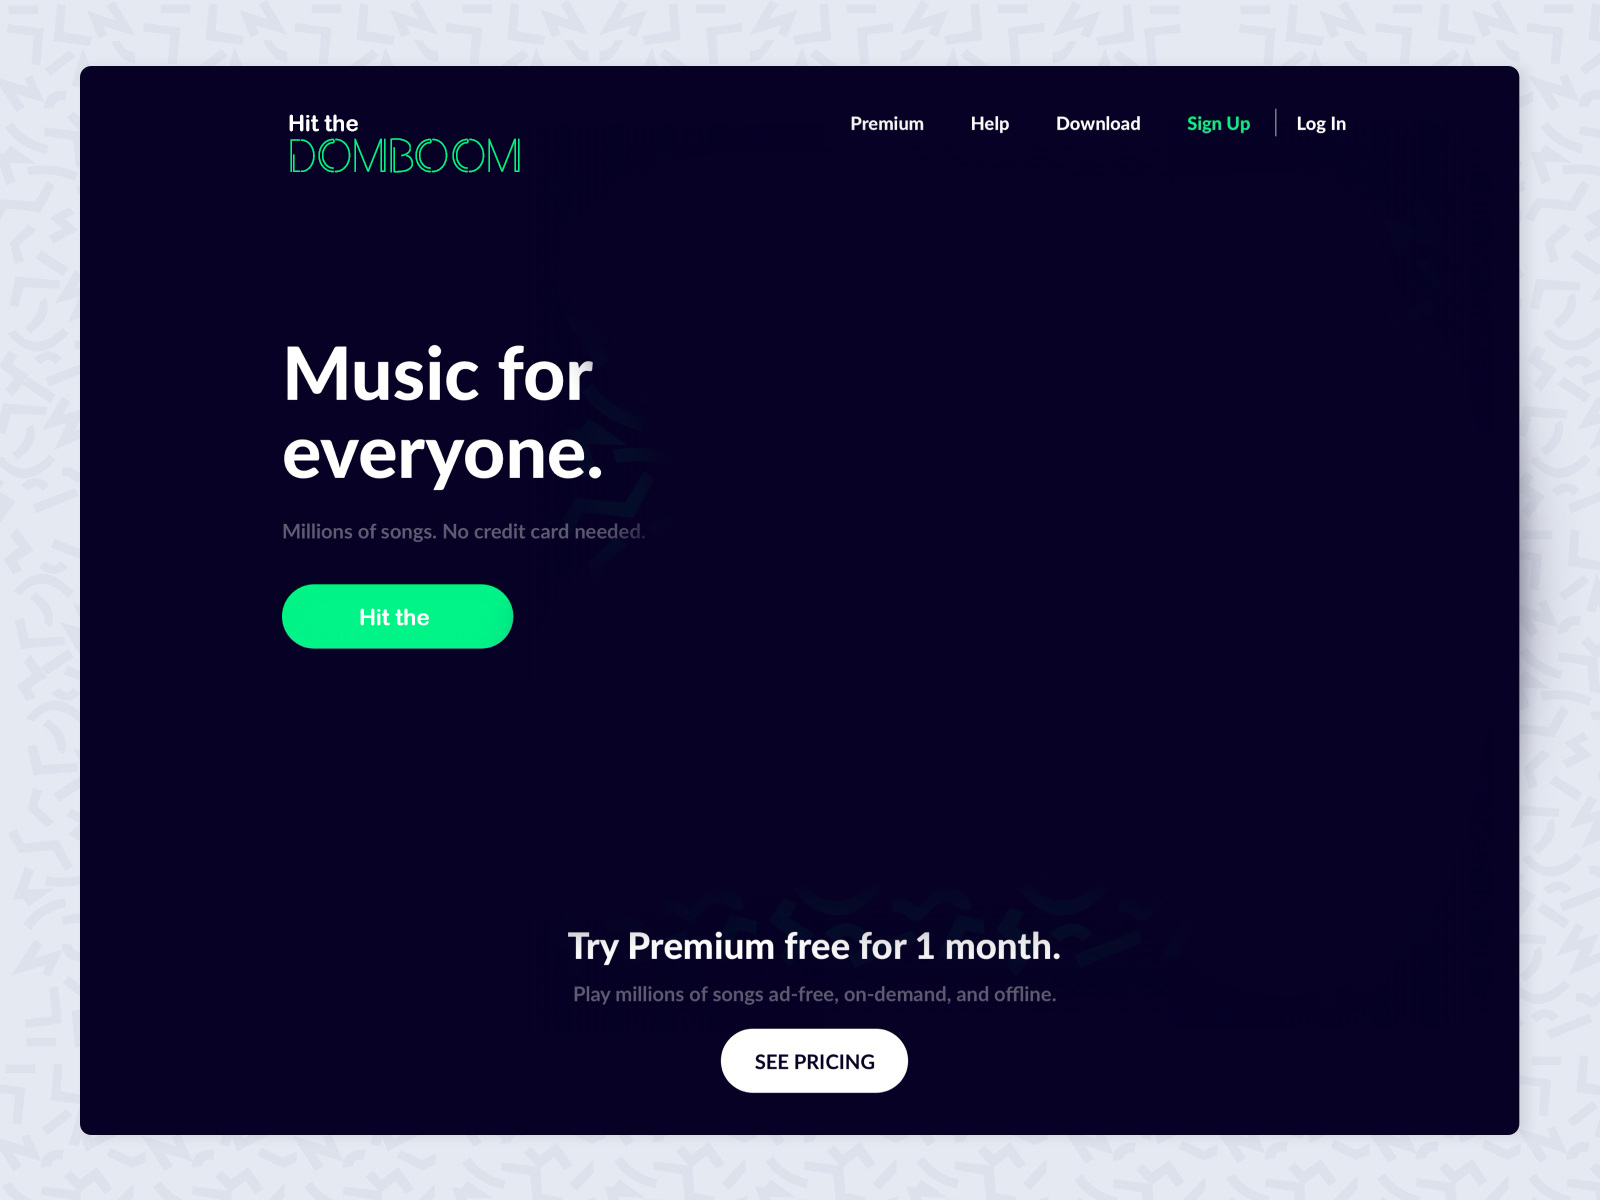 Hit the
DOMBOOM
Premium
Help
Download
Sign Up
Log In
Music for
everyone.
Millions of songs. No credit card needed.
Hit the
Try Premium free for 1 month.
Play millions of songs ad-free, on-demand, and offline.
SEE PRICING